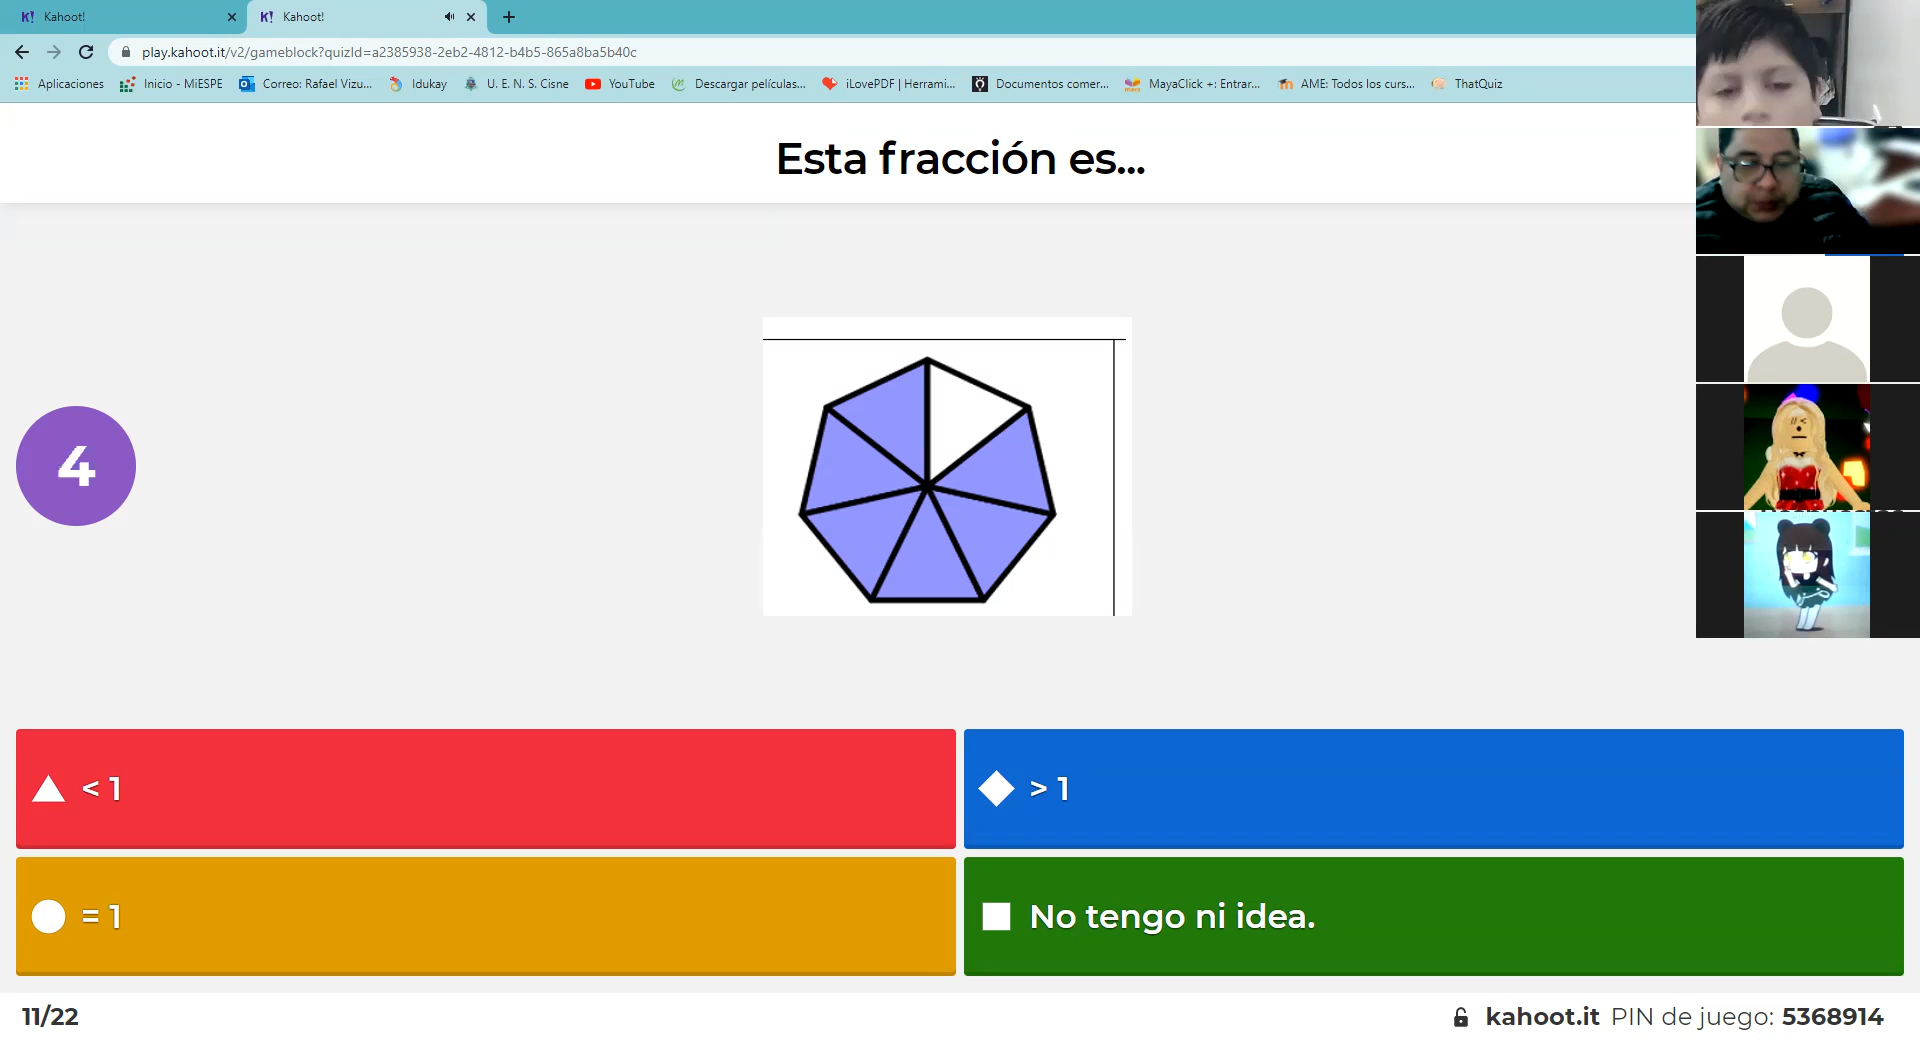 Kahoot!
Kahoot!
play.kahoot.it/v2/gameblock?quizId=a2385938-2eb2-4812-b4b5-865a8ba5b40c
Aplicaciones Inicio - MiESPE Correo: Rafael Vizu... Idukay U. E. N. S. Cisne YouTube Descargar películas... iLovePDF | Herrami... Documentos comer... MayaClick +: Entrar... AME: Todos los curs... ThatQuiz
Esta fracción es...
4
< 1
> 1
= 1
No tengo ni idea.
11/22
kahoot.it PIN de juego: 5368914